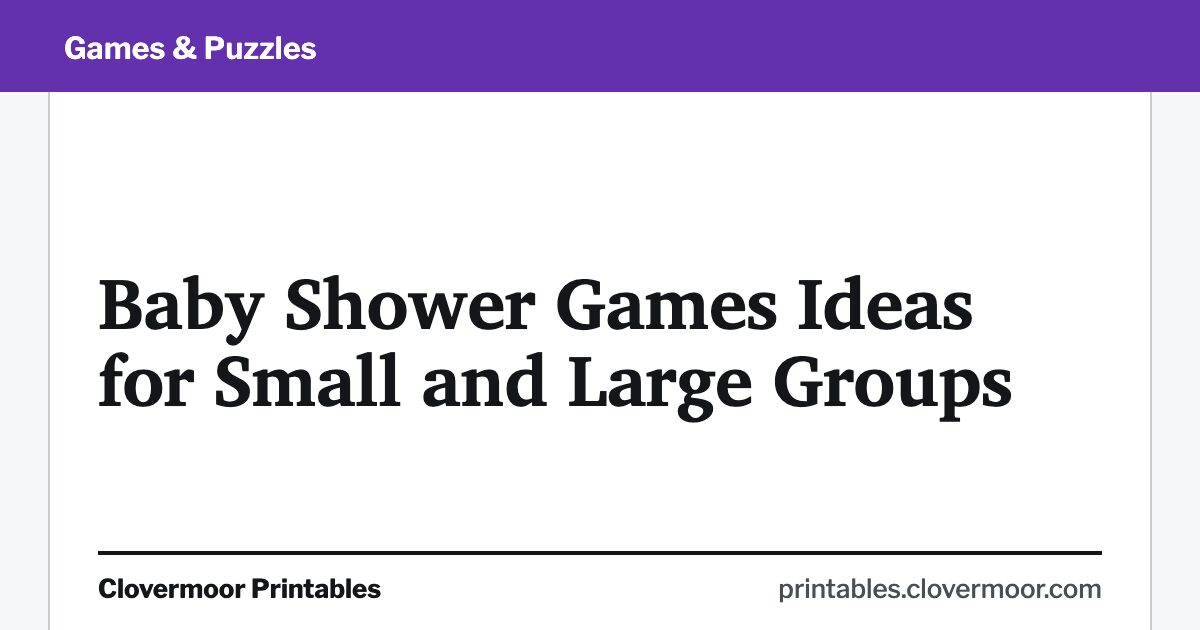 Games & Puzzles
Baby Shower Games Ideas
for Small and Large Groups
Clovermoor Printables
printables.clovermoor.com